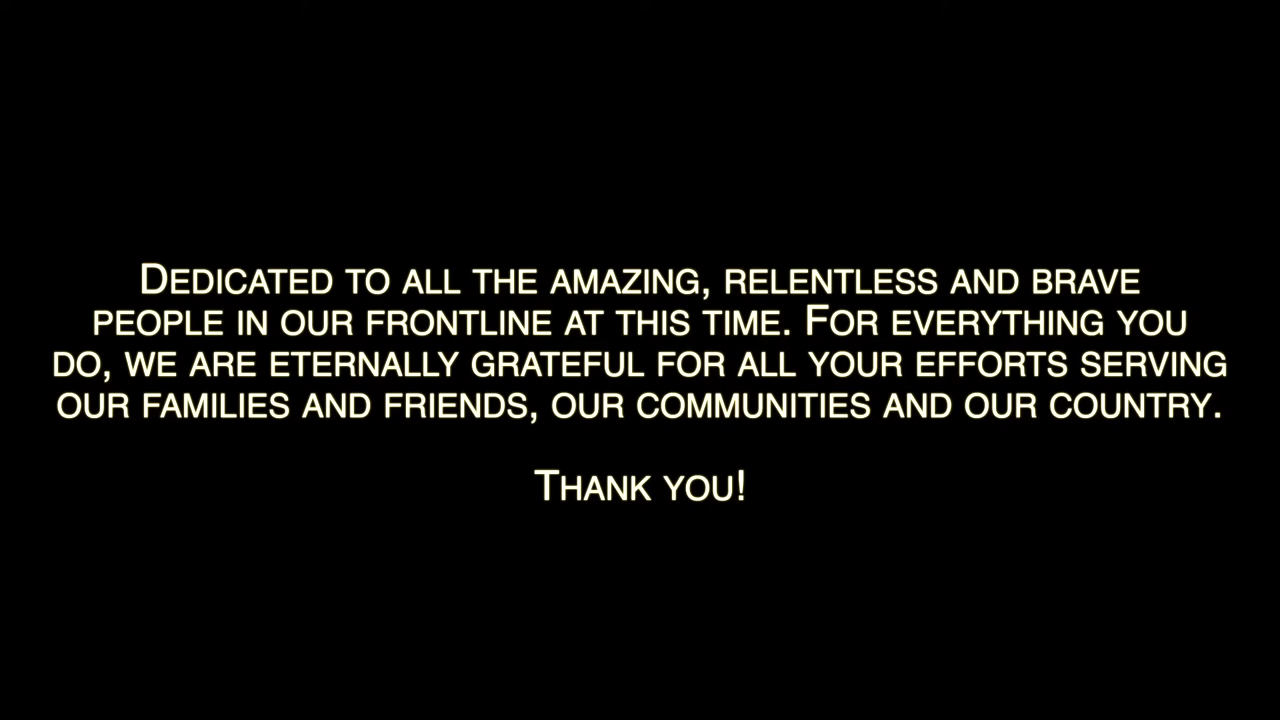 Dedicated to all the amazing, relentless and brave
people in our frontline at this time. For everything you
do, we are eternally grateful for all your efforts serving
our families and friends, our communities and our country.
Thank you!